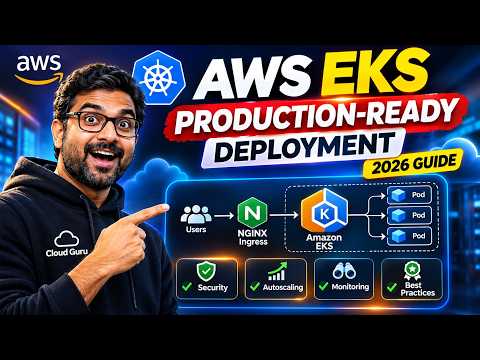 aws
AWS EKS
PRODUCTION-READY
DEPLOYMENT
2026 GUIDE
Cloud Guru
Users
N
NGINX
Ingress
K
Amazon
EKS
Pod
Pod
Pod
Security
Autoscaling
Monitoring
Best
Practices